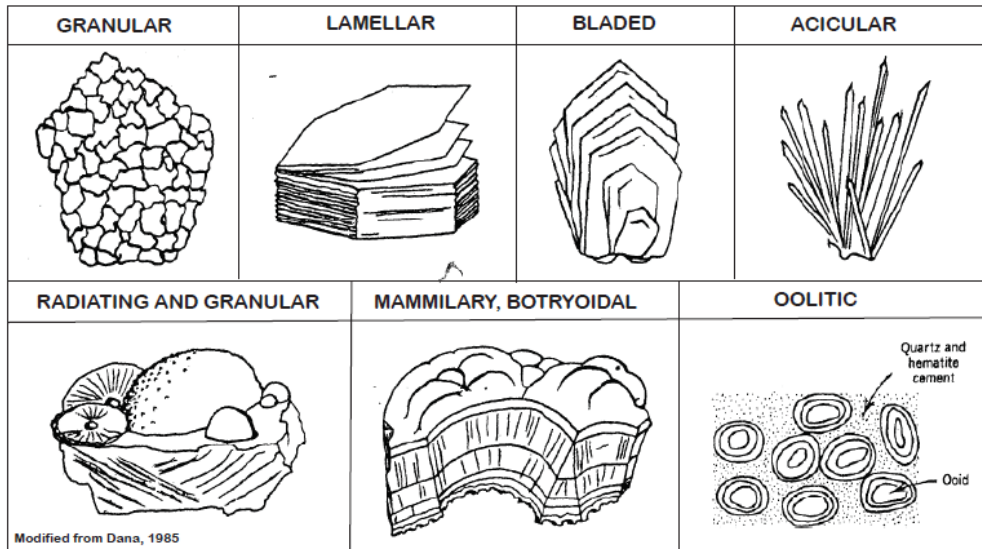 GRANULAR
LAMELLAR
BLADED
ACICULAR
RADIATING AND GRANULAR
MAMMILARY, BOTRYOIDAL
OOLITIC
Quartz and
hematite
cement
Ooid
Modified from Dana, 1985